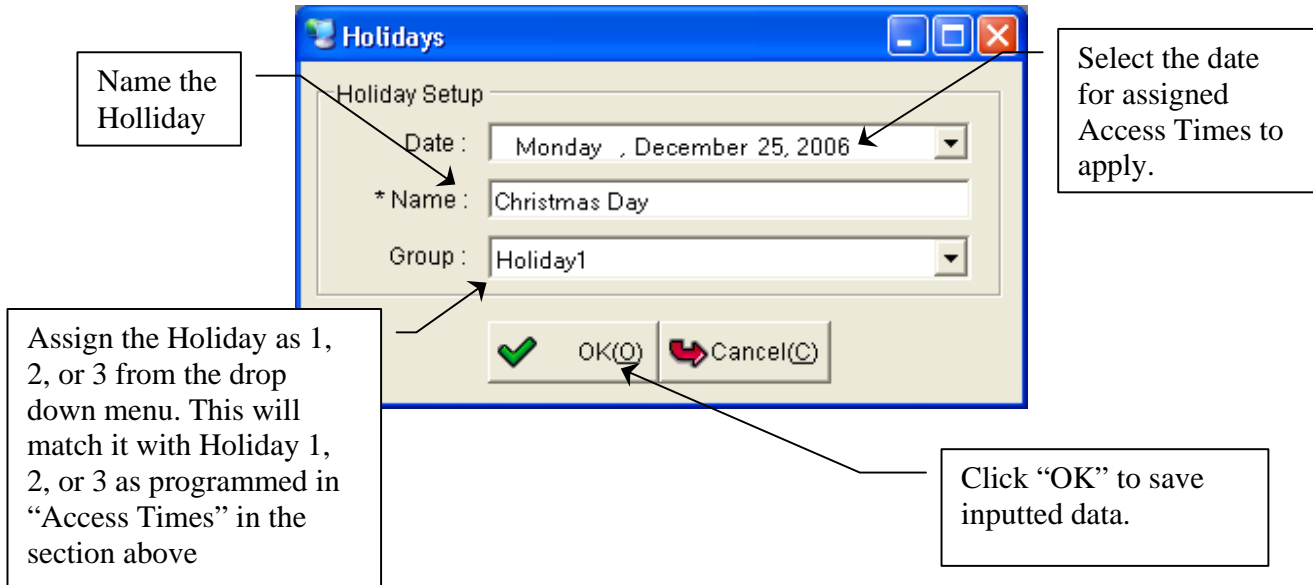 Holidays
Name the
Holliday
Select the date
for assigned
Access Times to
apply.
Holiday Setup
Date :
Monday , December 25, 2006
* Name :
Christmas Day
Group :
Holiday1
OK(O)
Cancel(C)
Assign the Holiday as 1,
2, or 3 from the drop
down menu. This will
match it with Holiday 1,
2, or 3 as programmed in
“Access Times” in the
section above
Click “OK” to save
inputted data.